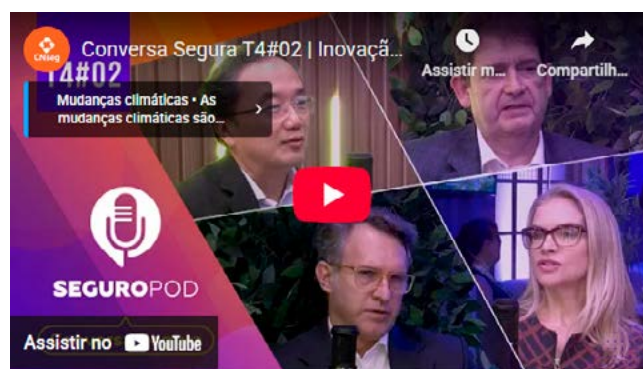 CNseg
Conversa Segura T4#02 | Inovaçã...
T4#02
Assistir m...
Compartilh...
Mudanças climáticas • As
mudanças climáticas são...
SEGUROPOD
Assistir no YouTube